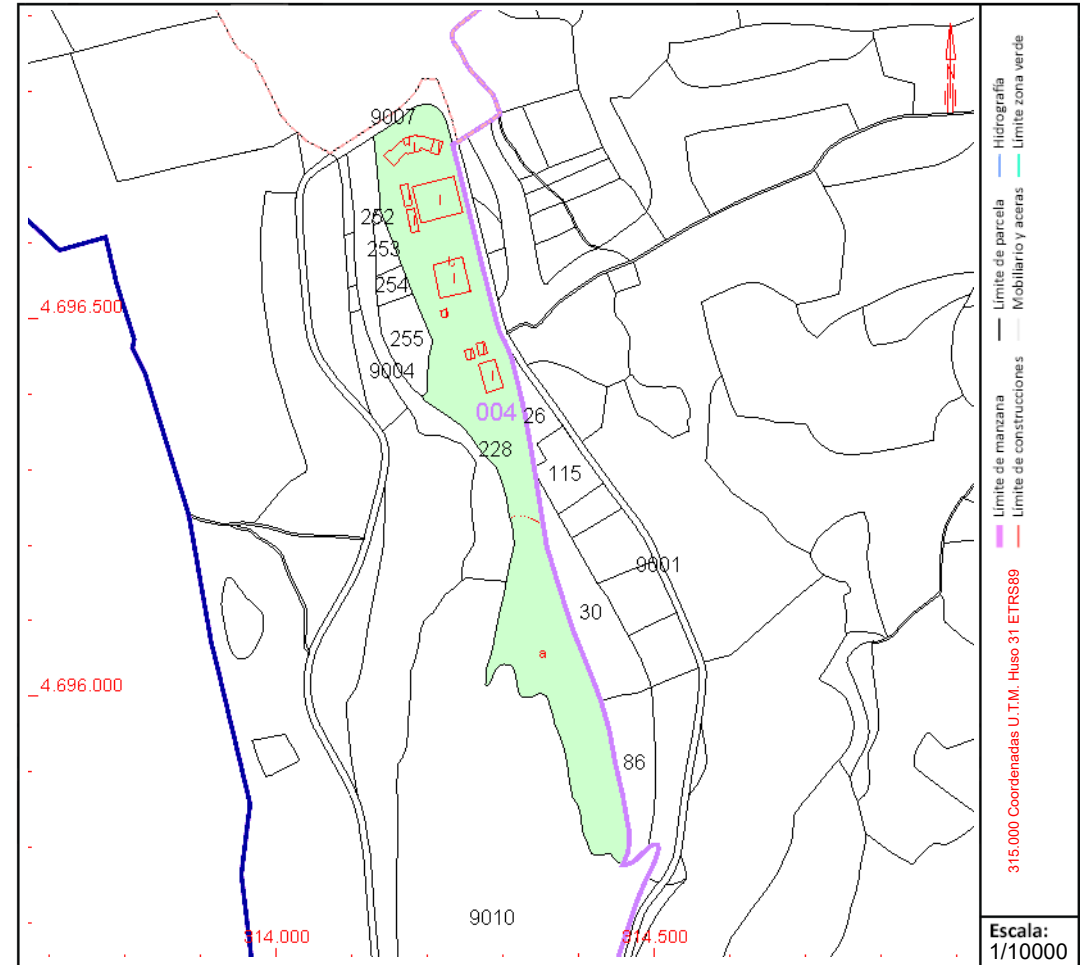 9007
N
252
253
254
4.696.500
255
9004
004
26
228
115
9001
30
a
4.696.000
86
9010
314.000
314.500
Hidrografía
Límite zona verde
Límite de parcela
Mobiliario y aceras
Límite de manzana
Límite de construcciones
315.000 Coordenadas U.T.M. Huso 31 ETRS89
Escala:
1/10000